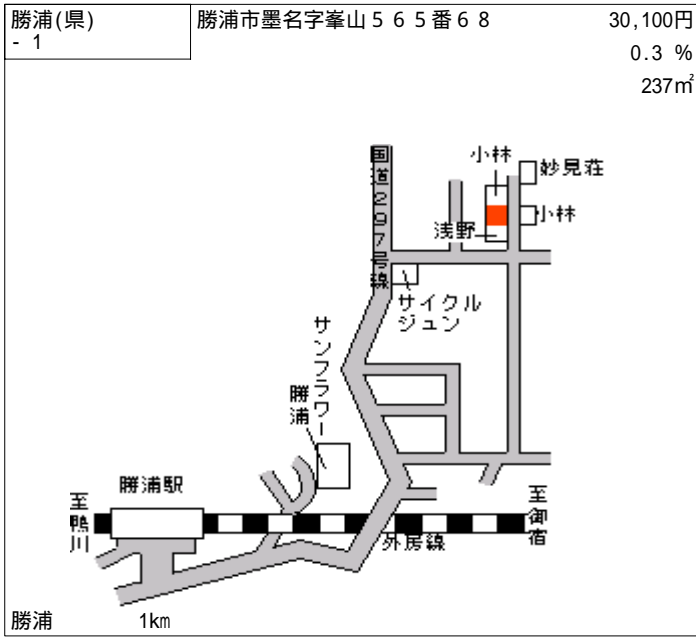 勝浦(県)
- 1
勝浦市墨名字峯山５６５番６８
30,100円
0.3 %
237㎡
国道297号線
小林
妙見荘
小林
浅野
サイクル
ジュン
サンフラワー
勝浦
勝浦駅
至鴨川
外房線
至御宿
勝浦 1km